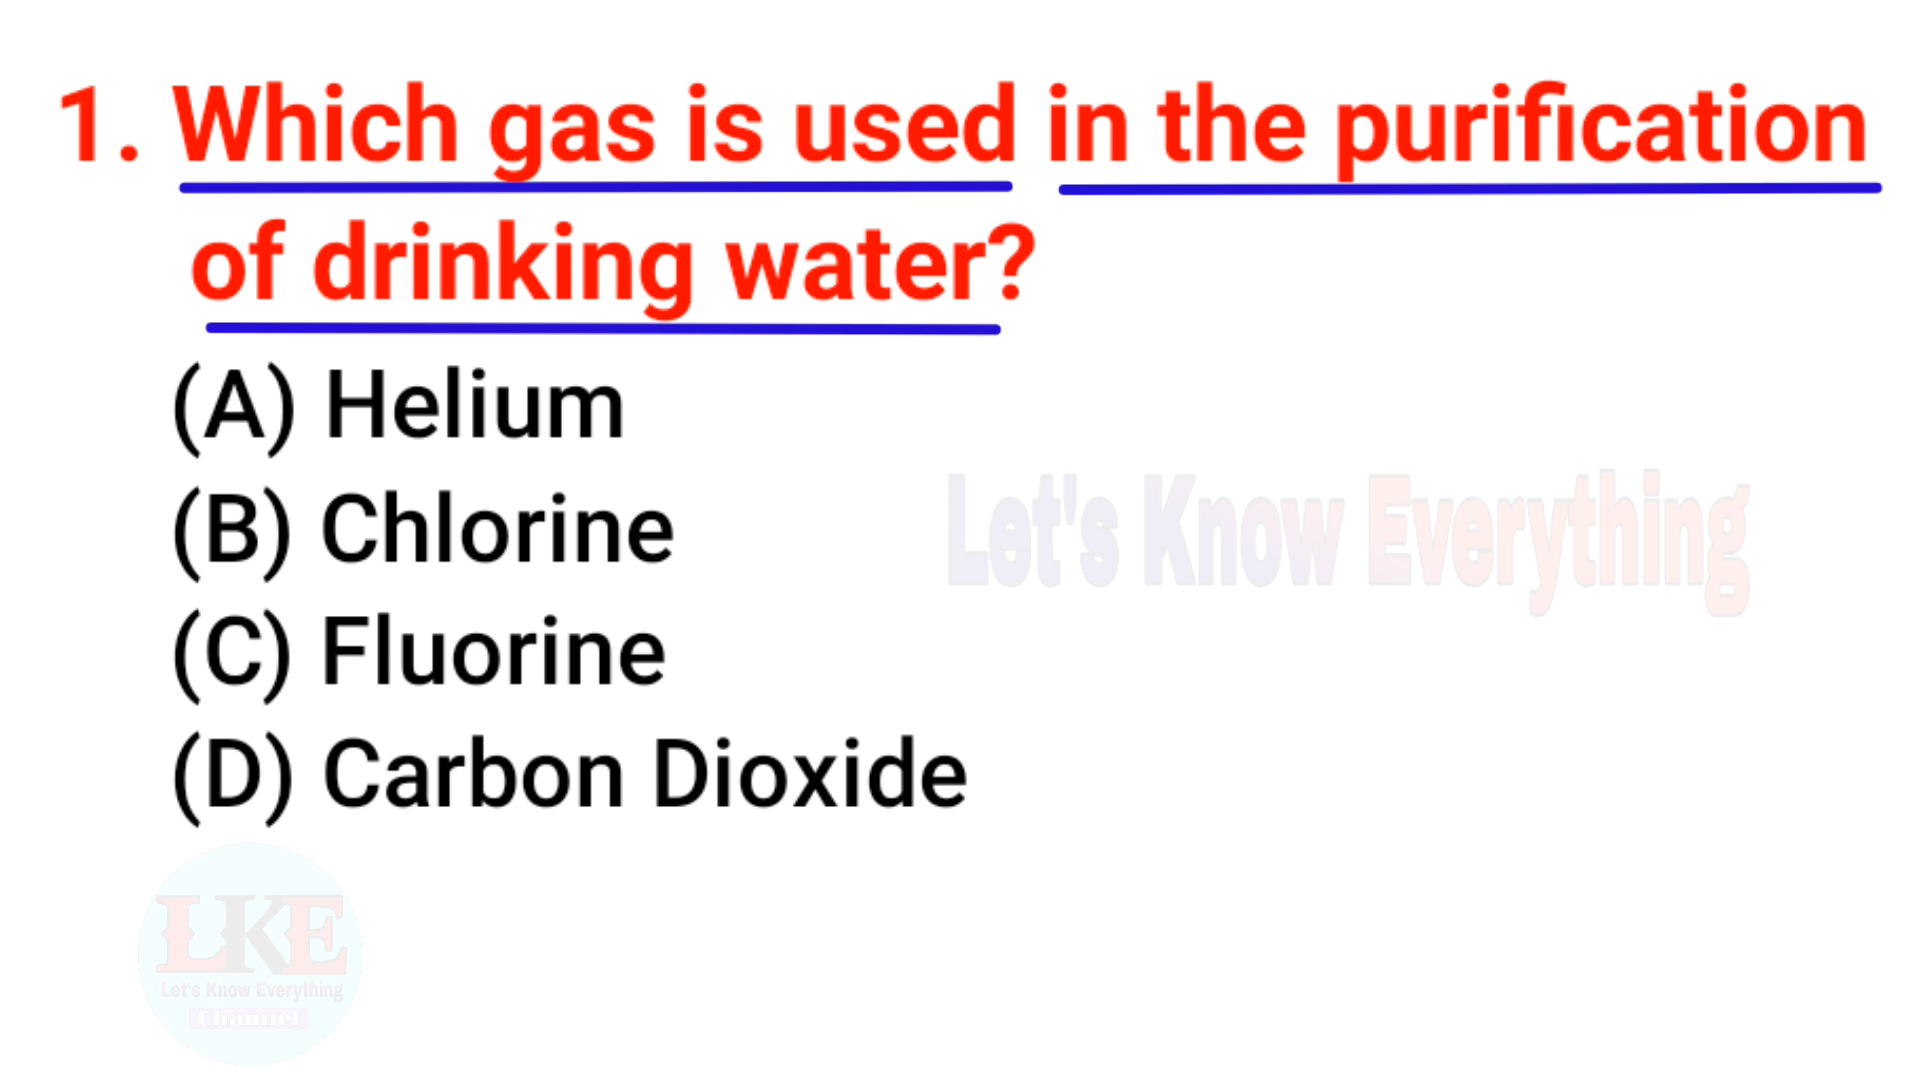 1. Which gas is used in the purification
of drinking water?
(A) Helium
(B) Chlorine
Let's Know Everything
(C) Fluorine
(D) Carbon Dioxide
LKE
Let's Know Everything
Channel